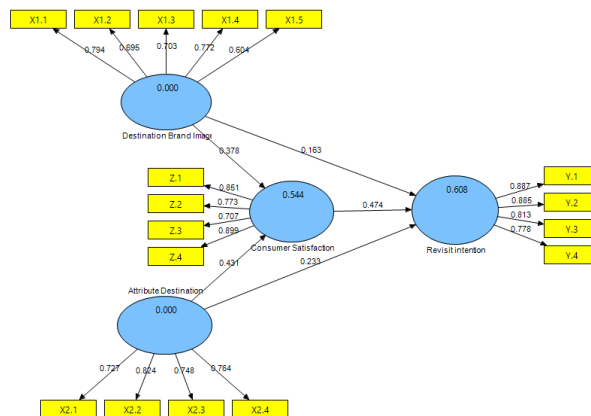 X1.1 X1.2 X1.3 X1.4 X1.5
0.794 0.695 0.703 0.772 0.604
0.000
Destination Brand Image
0.163
0.378
Z.1
Z.2
Z.3
Z.4
0.851
0.773
0.707
0.899
0.544
Consumer Satisfaction
0.474
0.608
Revisit intention
0.887
0.885
0.813
0.778
Y.1
Y.2
Y.3
Y.4
0.431
0.233
Attribute Destination
0.000
0.727 0.824 0.748 0.764
X2.1 X2.2 X2.3 X2.4